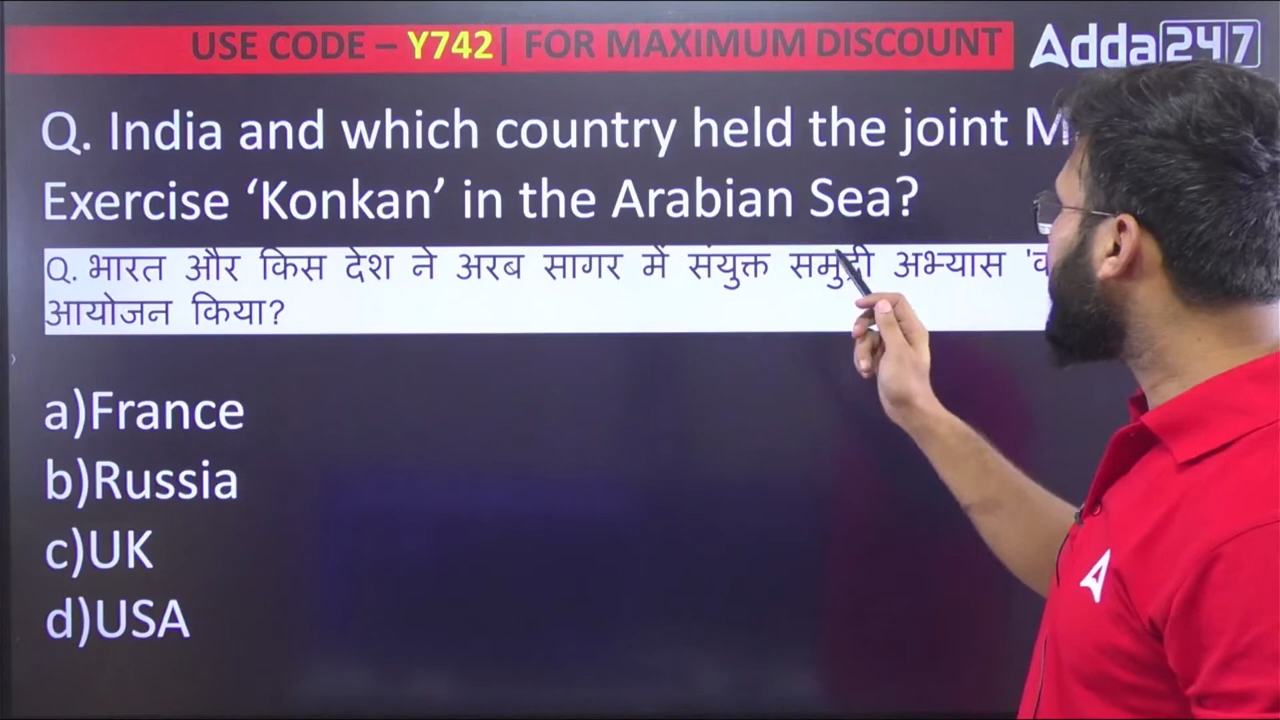 USE CODE – Y742| FOR MAXIMUM DISCOUNT
Adda247
Q. India and which country held the joint
Exercise ‘Konkan’ in the Arabian Sea?
Q. भारत और किस देश ने अरब सागर में संयुक्त समुद्री अभ्यास
आयोजन किया?
a)France
b)Russia
c)UK
d)USA